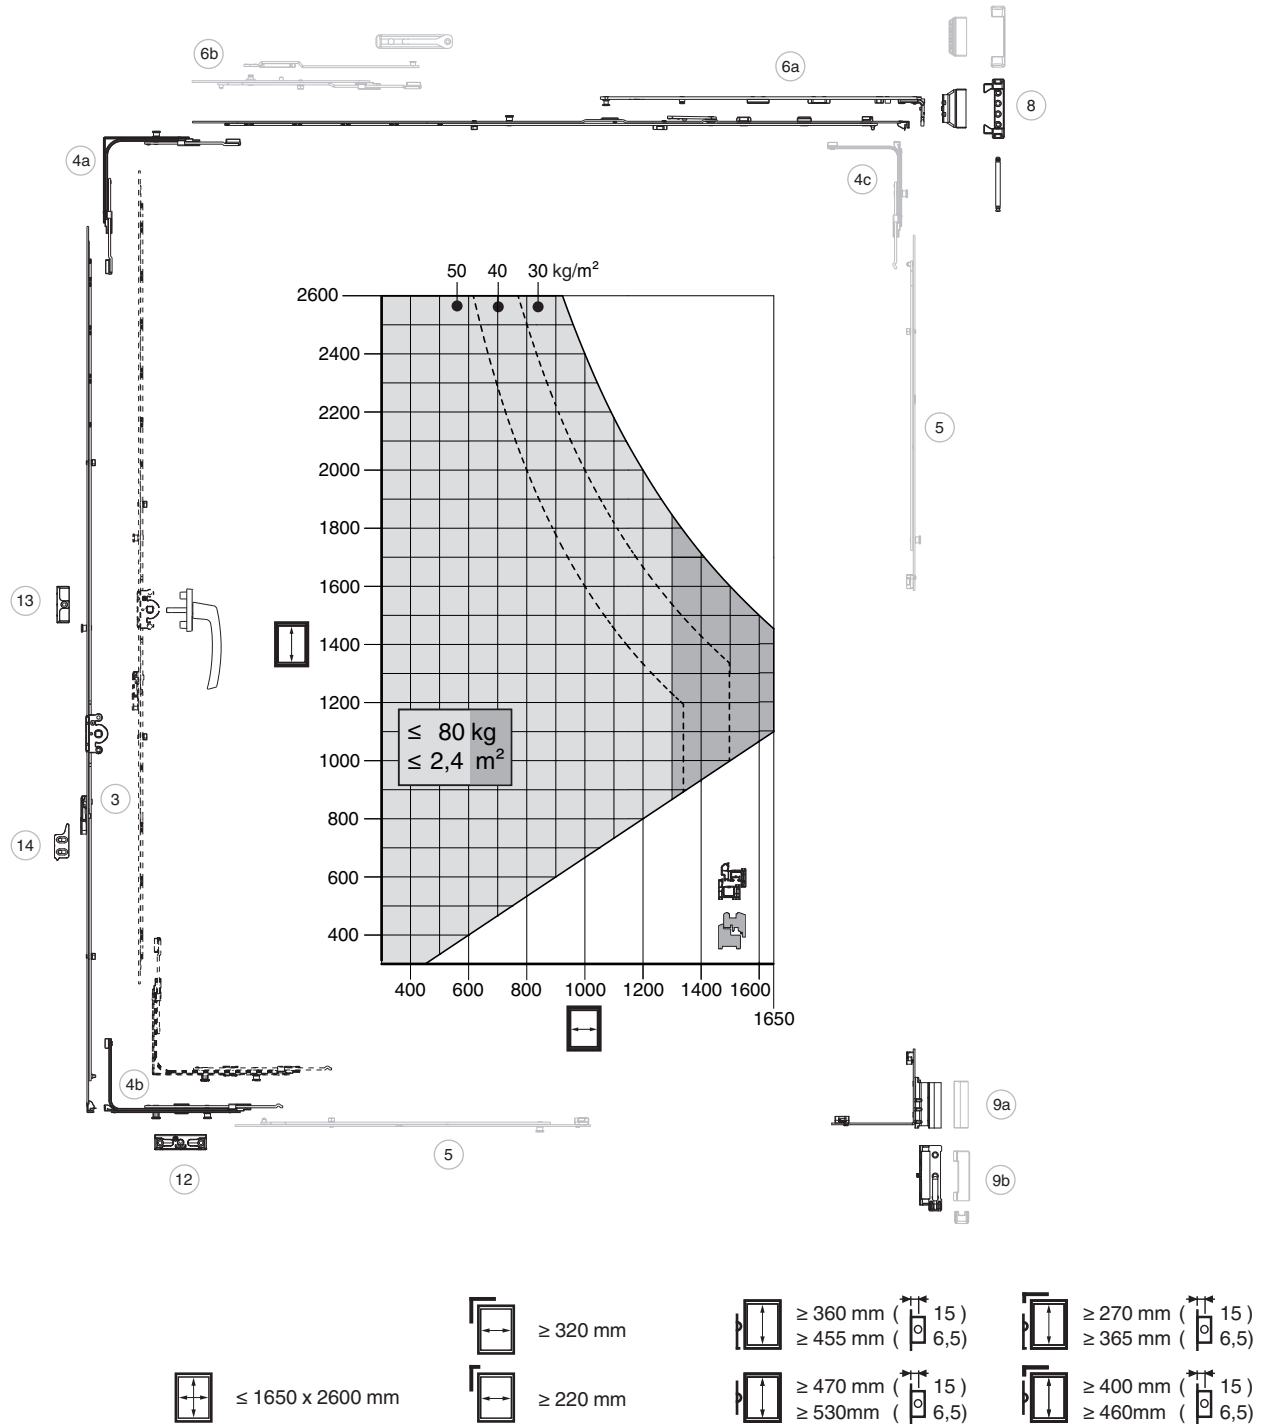 6b
6a
8
4a
4c
50 40 30 kg/m²
2600
2400
2200
5
2000
1800
13
1600
1400
1200
≤ 80 kg
≤ 2,4 m²
1000
3
800
14
600
400
400 600 800 1000 1200 1400 1600
1650
4b
9a
12
5
9b
≥ 320 mm
≥ 360 mm ( 15 )
≥ 455 mm ( 6,5)
≥ 270 mm ( 15 )
≥ 365 mm ( 6,5)
≤ 1650 x 2600 mm
≥ 220 mm
≥ 470 mm ( 15 )
≥ 530mm ( 6,5)
≥ 400 mm ( 15 )
≥ 460mm ( 6,5)